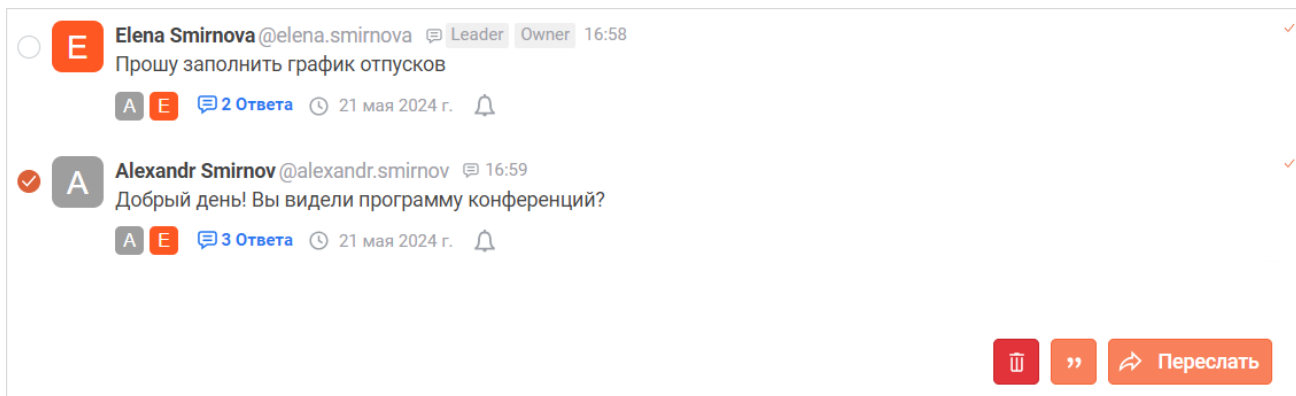 E Elena Smirnova @elena.smirnova Leader Owner 16:58
Прошу заполнить график отпусков
A E 2 Ответа 21 мая 2024 г.
A Alexandr Smirnov @alexandr.smirnov 16:59
Добрый день! Вы видели программу конференций?
A E 3 Ответа 21 мая 2024 г.
Переслать